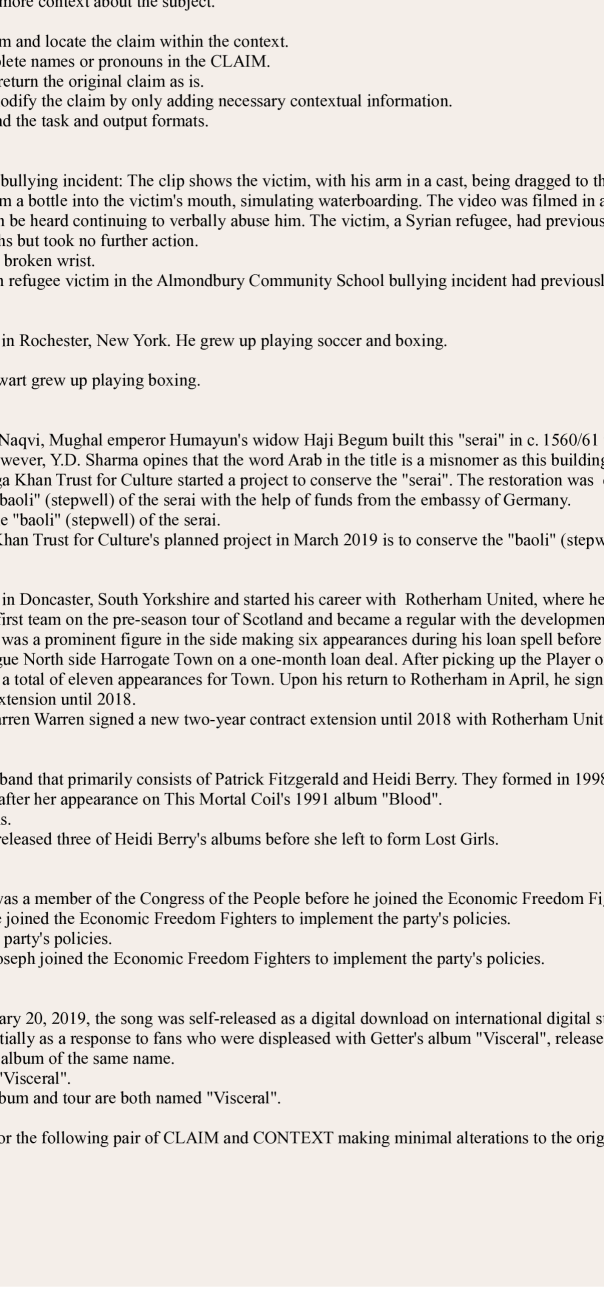 more context about the subject.
m and locate the claim within the context.
plete names or pronouns in the CLAIM.
return the original claim as is.
odify the claim by only adding necessary contextual information.
nd the task and output formats.
bullying incident: The clip shows the victim, with his arm in a cast, being dragged to th
m a bottle into the victim's mouth, simulating waterboarding. The video was filmed in a
n be heard continuing to verbally abuse him. The victim, a Syrian refugee, had previous
hs but took no further action.
broken wrist.
n refugee victim in the Almondbury Community School bullying incident had previousl
in Rochester, New York. He grew up playing soccer and boxing.
wart grew up playing boxing.
Naqvi, Mughal emperor Humayun's widow Haji Begum built this "serai" in c. 1560/61
wever, Y.D. Sharma opines that the word Arab in the title is a misnomer as this building
ga Khan Trust for Culture started a project to conserve the "serai". The restoration was
baoli" (stepwell) of the serai with the help of funds from the embassy of Germany.
e "baoli" (stepwell) of the serai.
Khan Trust for Culture's planned project in March 2019 is to conserve the "baoli" (stepw
in Doncaster, South Yorkshire and started his career with Rotherham United, where he
first team on the pre-season tour of Scotland and became a regular with the developmen
was a prominent figure in the side making six appearances during his loan spell before
gue North side Harrogate Town on a one-month loan deal. After picking up the Player o
a total of eleven appearances for Town. Upon his return to Rotherham in April, he sign
xtension until 2018.
arren Warren signed a new two-year contract extension until 2018 with Rotherham Unit
band that primarily consists of Patrick Fitzgerald and Heidi Berry. They formed in 1998
after her appearance on This Mortal Coil's 1991 album "Blood".
s.
released three of Heidi Berry's albums before she left to form Lost Girls.
was a member of the Congress of the People before he joined the Economic Freedom Fi
e joined the Economic Freedom Fighters to implement the party's policies.
party's policies.
oseph joined the Economic Freedom Fighters to implement the party's policies.
ary 20, 2019, the song was self-released as a digital download on international digital s
tially as a response to fans who were displeased with Getter's album "Visceral", release
album of the same name.
"Visceral".
bum and tour are both named "Visceral".
or the following pair of CLAIM and CONTEXT making minimal alterations to the orig